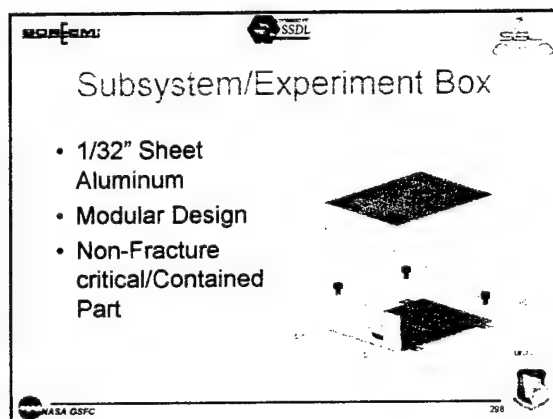 SSDL
Subsystem/Experiment Box
• 1/32" Sheet
Aluminum
• Modular Design
• Non-Fracture
critical/Contained
Part
NASA GSFC
298